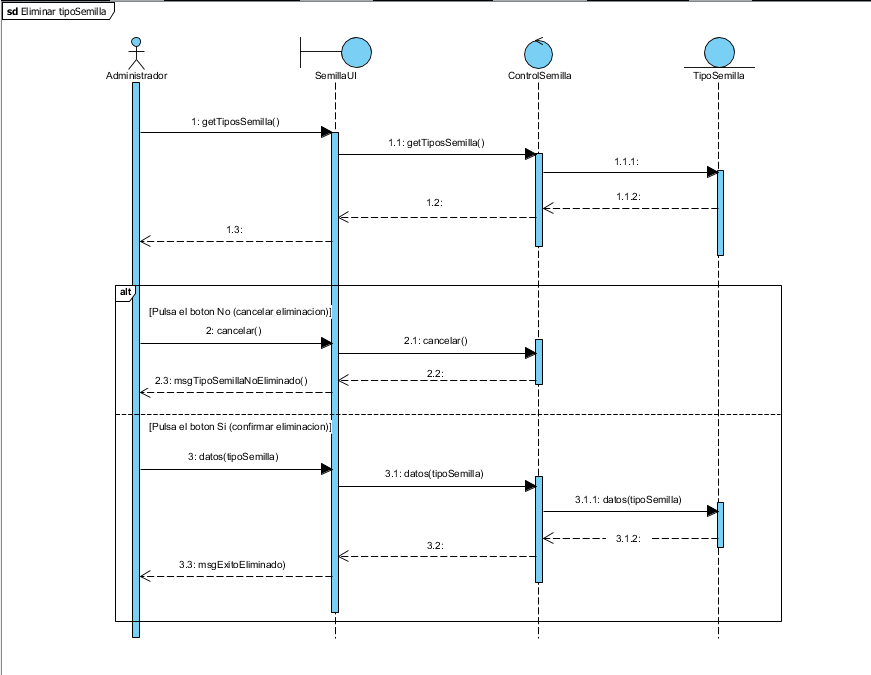 sd Eliminar tipoSemilla
Administrador
SemillaUI
ControlSemilla
TipoSemilla
1: getTiposSemilla()
1.1: getTiposSemilla()
1.1.1:
1.1.2:
1.2:
1.3:
alt
[Pulsa el boton No (cancelar eliminacion)]
2: cancelar()
2.1: cancelar()
2.2:
2.3: msgTipoSemillaNoEliminado()
[Pulsa el boton Si (confirmar eliminacion)]
3: datos(tipoSemilla)
3.1: datos(tipoSemilla)
3.1.1: datos(tipoSemilla)
3.1.2:
3.2:
3.3: msgExitoEliminado)